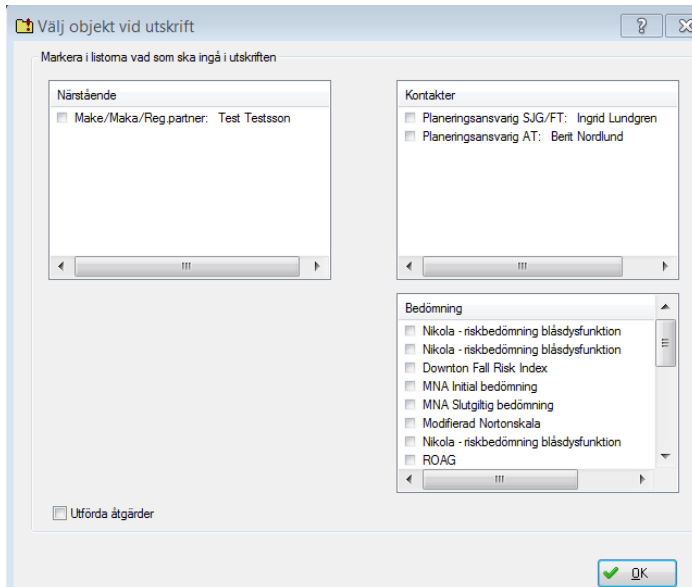 Välj objekt vid utskrift
Markera i listorna vad som ska ingå i utskriften
Närstående
Make/Maka/Reg.partner: Test Testsson
Kontakter
Planeringsansvarig SJG/FT: Ingrid Lundgren
Planeringsansvarig AT: Berit Nordlund
Bedömning
Nikola - riskbedömning blåsdysfunktion
Nikola - riskbedömning blåsdysfunktion
Downton Fall Risk Index
MNA Initial bedömning
MNA Slutgiltig bedömning
Modifierad Nortonskala
Nikola - riskbedömning blåsdysfunktion
ROAG
Utförda åtgärder
OK